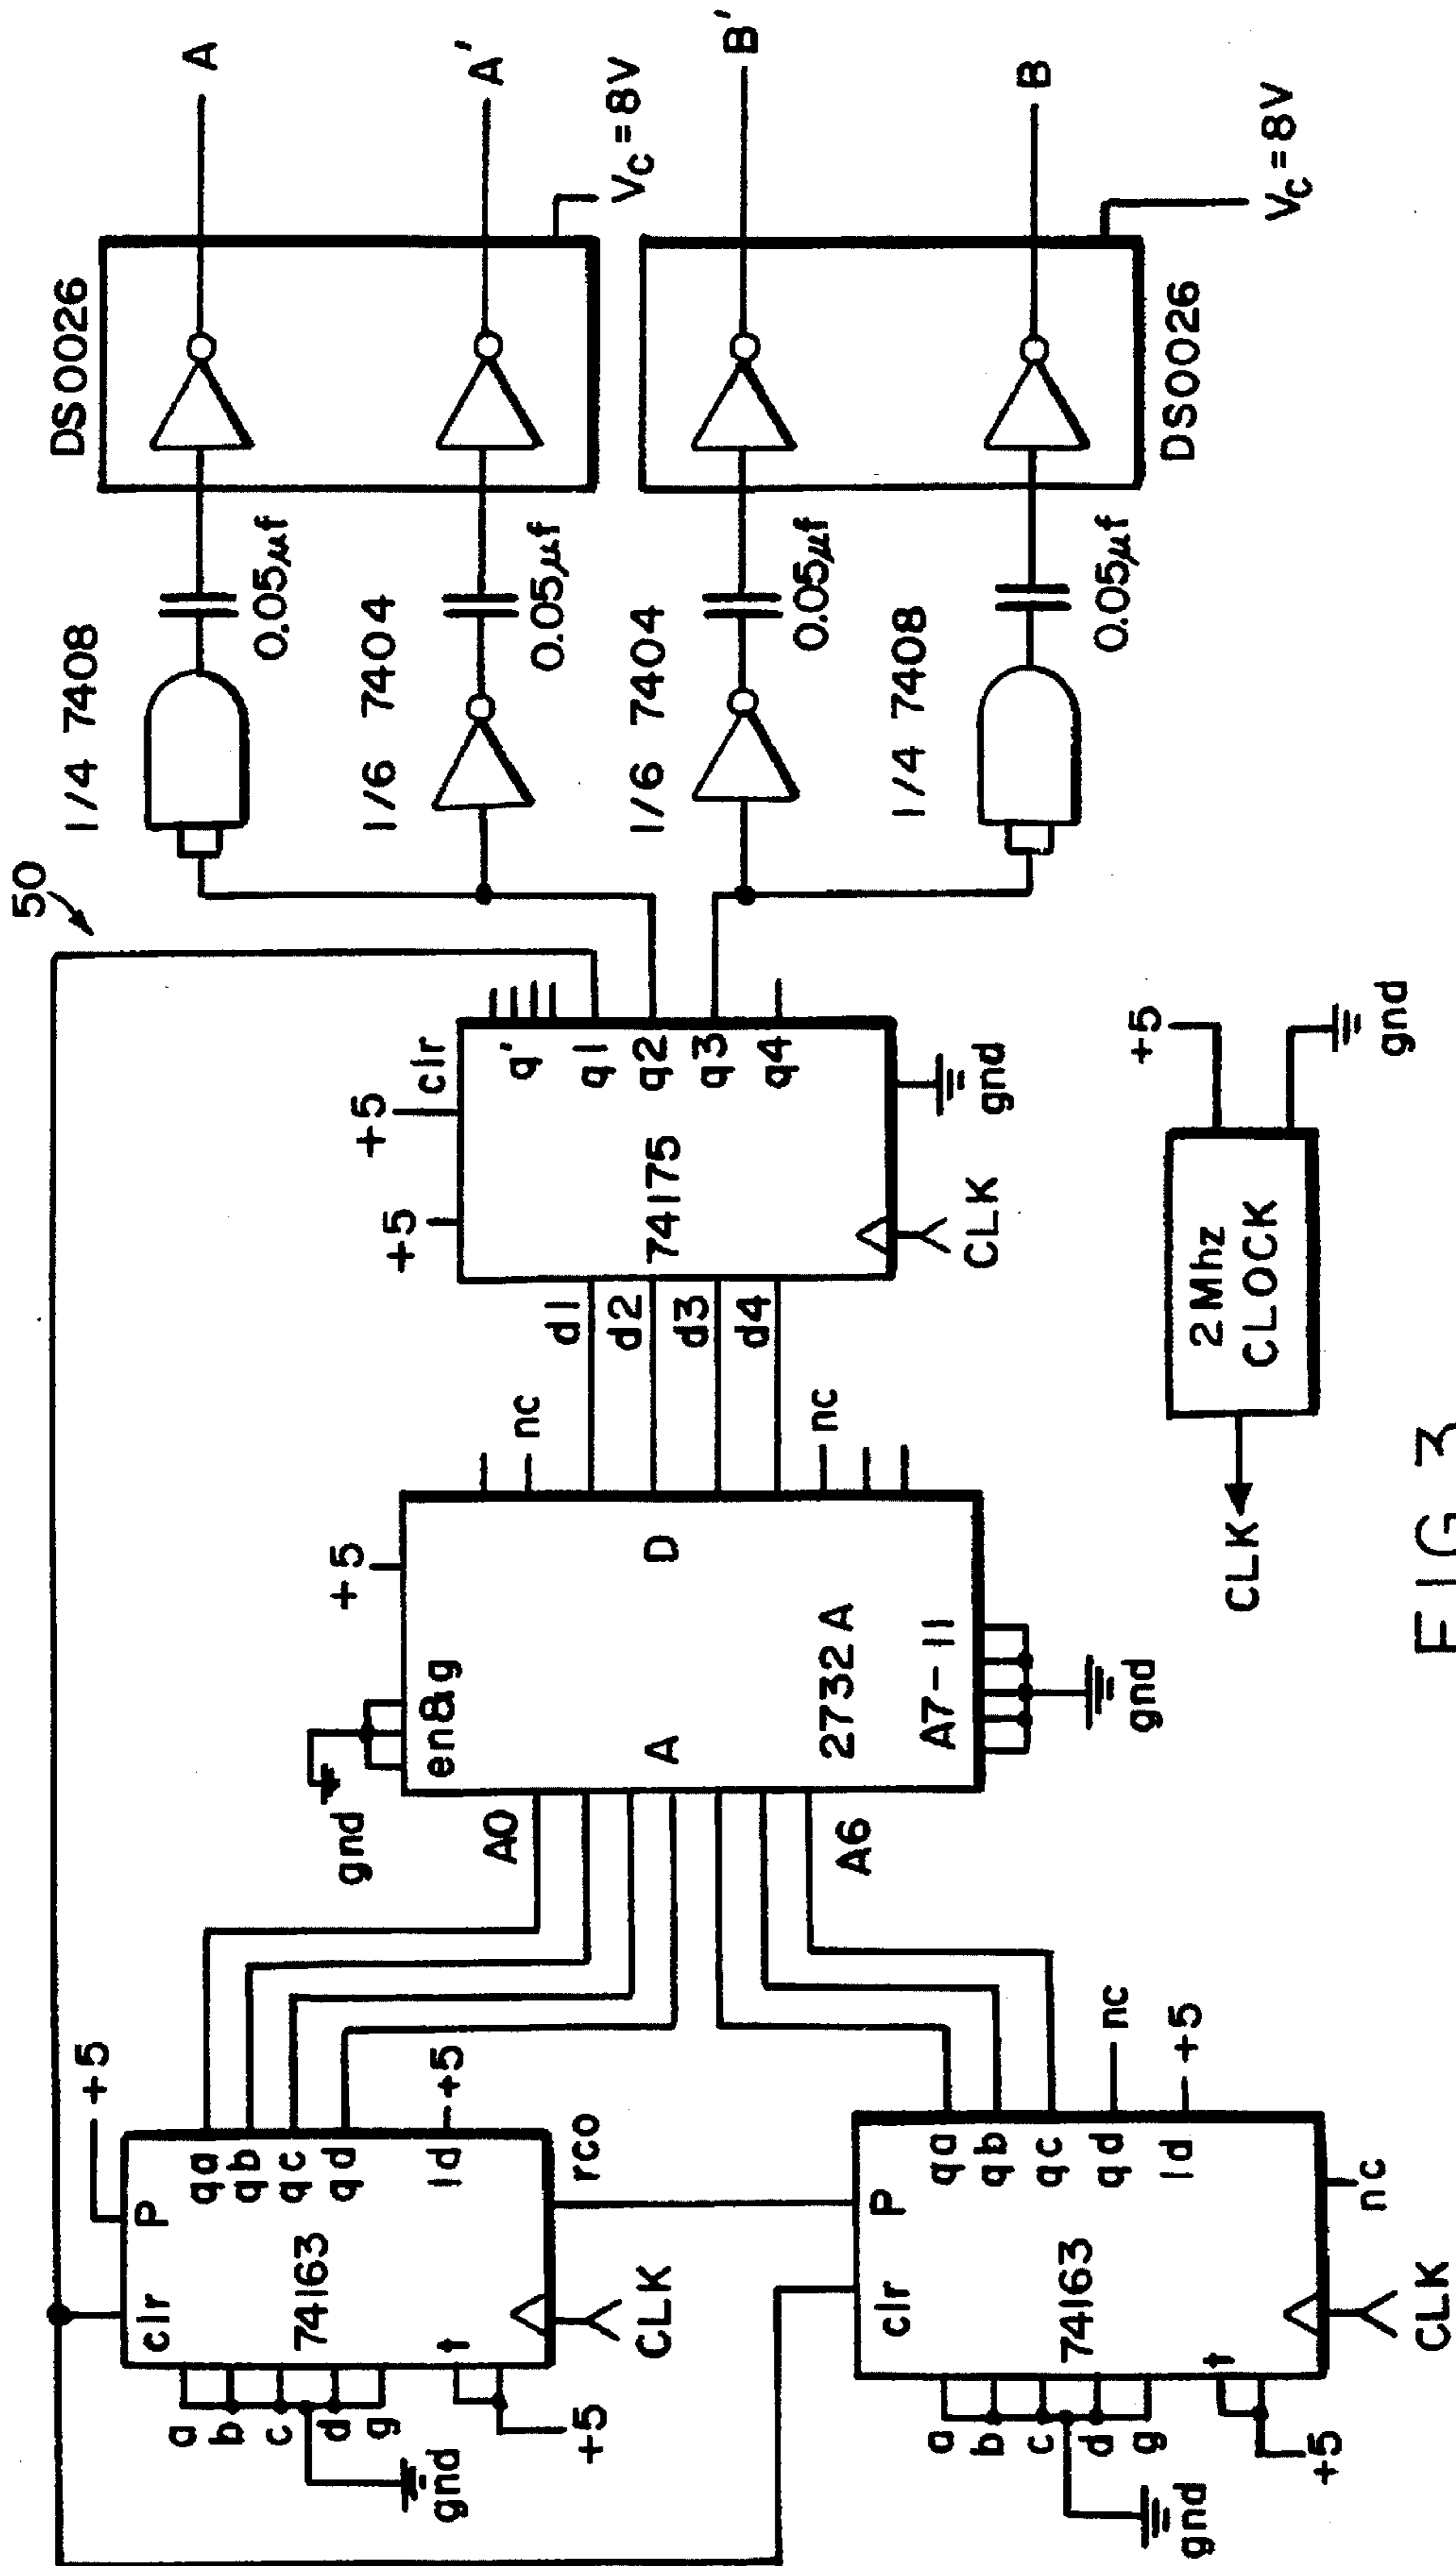 50
+5
P
clr
74163
qa
qb
qc
qd
ld
+5
a
b
c
d
g
gnd
t
+5
CLK
rco
P
clr
74163
qa
qb
qc
qd
nc
ld
+5
a
b
c
d
g
gnd
t
+5
CLK
nc
gnd
en&g
+5
A0
A
A6
D
2732A
A7-11
gnd
nc
nc
d1
d2
d3
d4
+5
+5
clr
74175
q'
q1
q2
q3
q4
CLK
gnd
1/4 7408
0.05µf
DS0026
A
1/6 7404
0.05µf
A'
Vc=8V
1/6 7404
0.05µf
B'
1/4 7408
0.05µf
DS0026
B
Vc=8V
CLK
2Mhz
CLOCK
+5
gnd
FIG 3